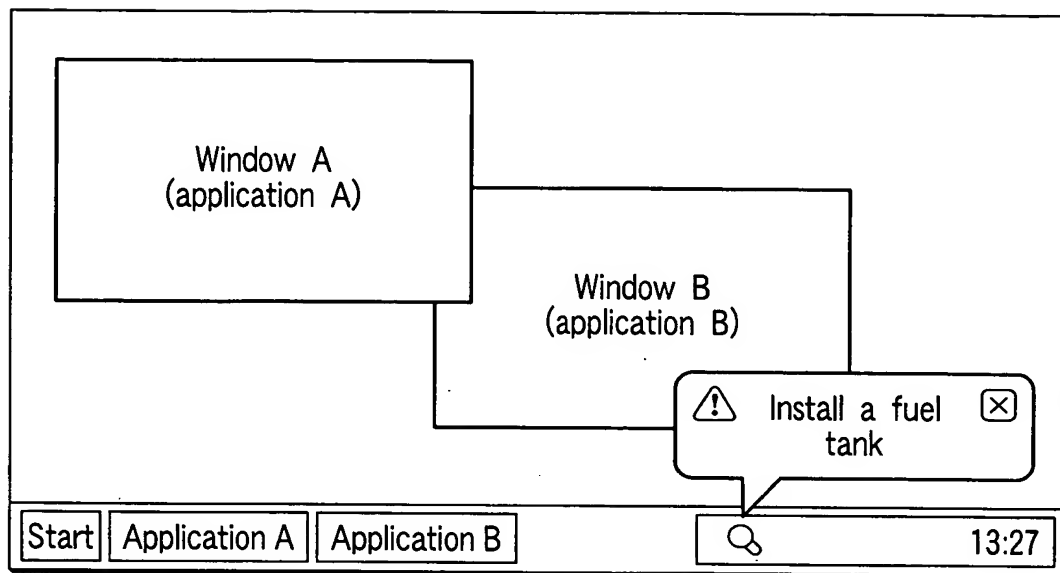 Window A
(application A)
Window B
(application B)
Install a fuel
tank
Start
Application A
Application B
13:27